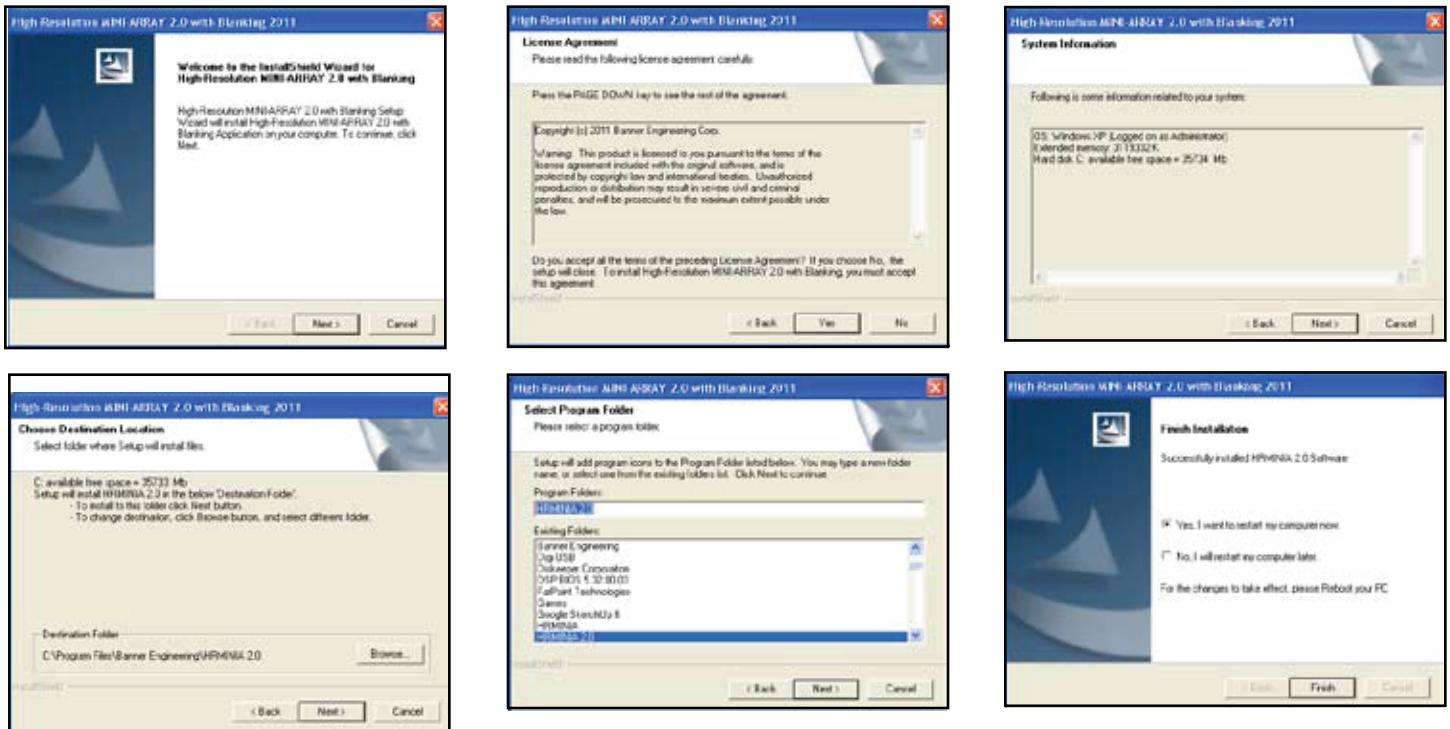 High-Resolution MINI-ARRAY 2.0 with Blanking 2011
Welcome to the InstallShield Wizard for
High-Resolution MINI-ARRAY 2.0 with Blanking
High-Resolution MINI-ARRAY 2.0 with Blanking Setup
Wizard will install High-Resolution MINI-ARRAY 2.0 with
Blanking Application on your computer. To continue, click
Next.
< Back
Next >
Cancel
High-Resolution MINI-ARRAY 2.0 with Blanking 2011
License Agreement
Please read the following license agreement carefully.
Press the PAGE DOWN key to see the rest of the agreement.
Copyright (c) 2011 Banner Engineering Corp.
Warning: This product is licensed to you pursuant to the terms of the
license agreement included with the original software, and is
protected by copyright law and international treaties. Unauthorized
reproduction or distribution may result in severe civil and criminal
penalties, and will be prosecuted to the maximum extent possible under
the law.
Do you accept all the terms of the preceding License Agreement? If you choose No, the
setup will close. To install High-Resolution MINI-ARRAY 2.0 with Blanking, you must accept
this agreement.
InstallShield
< Back
Yes
No
High-Resolution MINI-ARRAY 2.0 with Blanking 2011
System Information
Following is some information related to your system:
OS: Windows XP (Logged on as Administrator)
Extended memory: 3119332K
Hard disk C: available free space = 35734 Mb
InstallShield
< Back
Next >
Cancel
High-Resolution MINI-ARRAY 2.0 with Blanking 2011
Choose Destination Location
Select folder where Setup will install files.
C: available free space = 35733 Mb
Setup will install HRMINIA 2.0 in the below 'Destination Folder'.
- To install to this folder click Next button.
- To change destination, click Browse button, and select different folder.
Destination Folder
C:\Program Files\Banner Engineering\HRMINIA 2.0
Browse...
InstallShield
< Back
Next >
Cancel
High-Resolution MINI-ARRAY 2.0 with Blanking 2011
Select Program Folder
Please select a program folder.
Setup will add program icons to the Program Folder listed below. You may type a new folder
name, or select one from the existing folders list. Click Next to continue.
Program Folders:
HRMINIA 2.0
Existing Folders:
Banner Engineering
Digi USB
Diskeeper Corporation
DSP BIOS 5.32
FarPoint Technologies
Games
Google SketchUp 8
HRMINIA
HRMINIA 2.0
InstallShield
< Back
Next >
Cancel
High-Resolution MINI-ARRAY 2.0 with Blanking 2011
Finish Installation
Successfully installed HRMINIA 2.0 Software
Yes, I want to restart my computer now.
No, I will restart my computer later.
For the changes to take effect, please Reboot your PC
< Back
Finish
Cancel